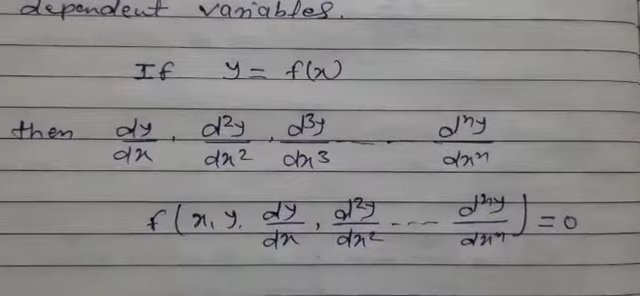 dependent variables.
If y = f(x)
then dy/dx, d²y/dx², d³y/dx³ - - - dⁿy/dxⁿ
f(x, y, dy/dx, d²y/dx² ---- dⁿy/dxⁿ) = 0